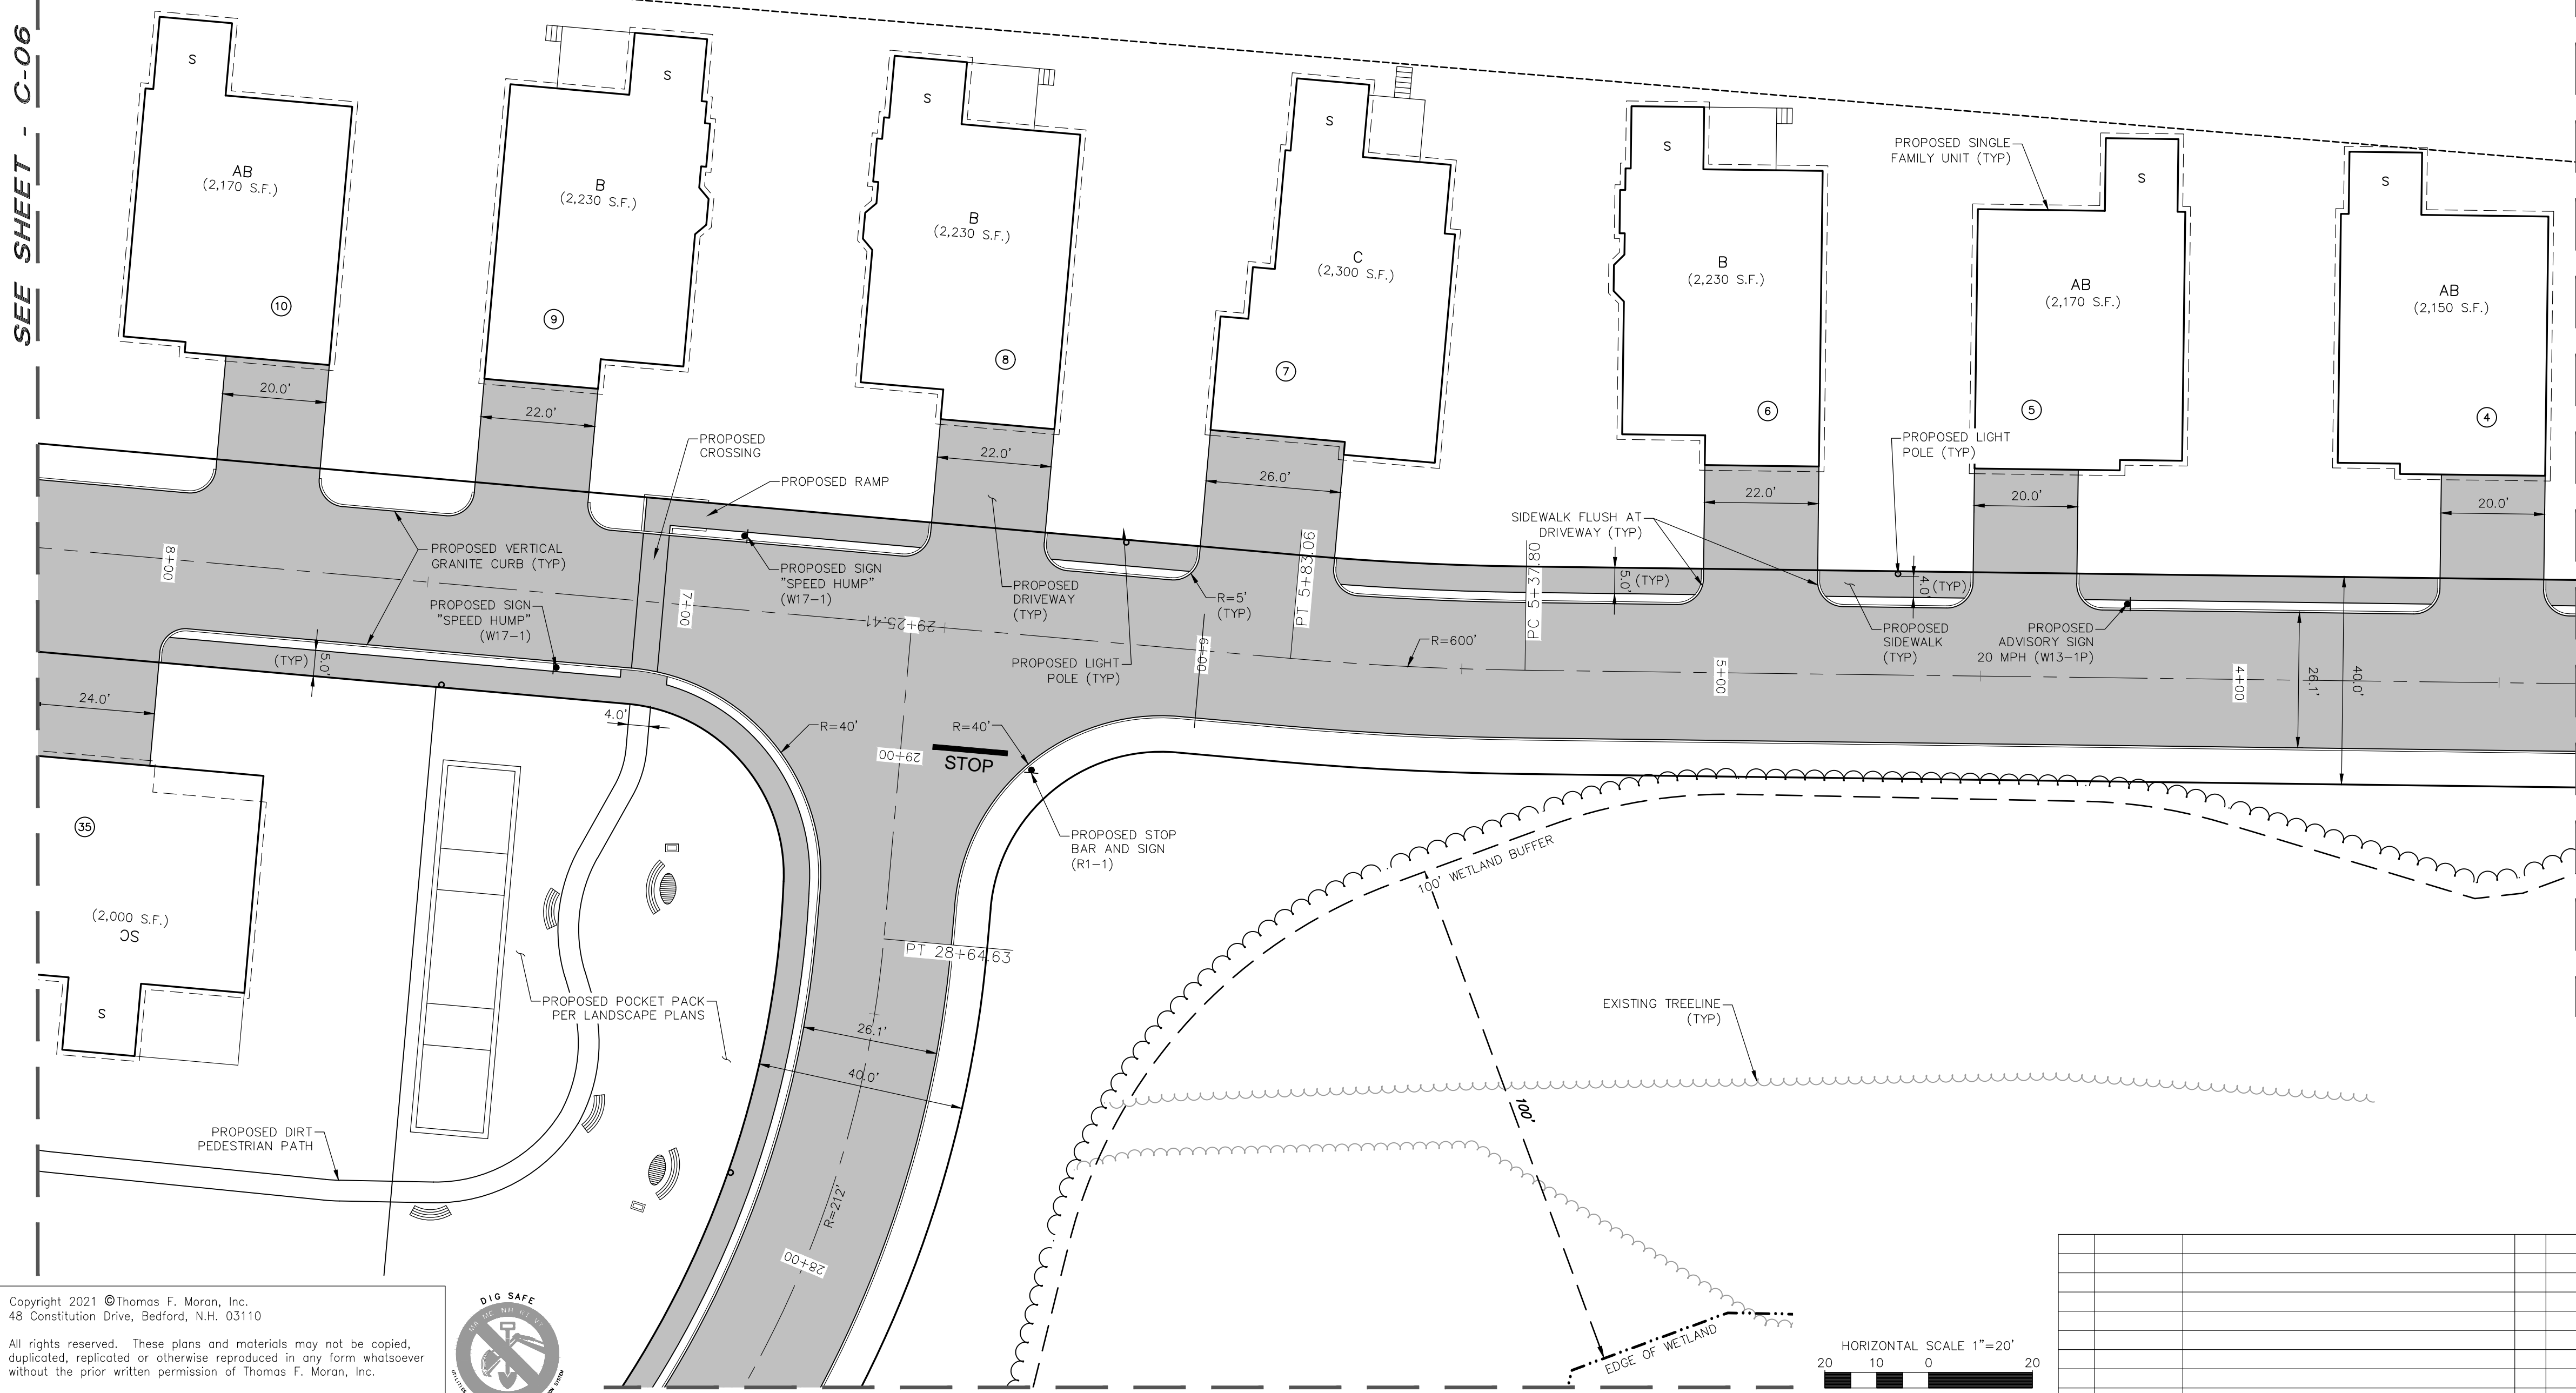 SEE SHEET - C-06
S
AB
(2,170 S.F.)
10
20.0'
S
B
(2,230 S.F.)
9
22.0'
S
B
(2,230 S.F.)
8
22.0'
S
C
(2,300 S.F.)
7
26.0'
S
B
(2,230 S.F.)
6
22.0'
PROPOSED SINGLE
FAMILY UNIT (TYP)
S
AB
(2,170 S.F.)
5
20.0'
S
AB
(2,150 S.F.)
4
20.0'
PROPOSED
CROSSING
PROPOSED RAMP
PROPOSED LIGHT
POLE (TYP)
SIDEWALK FLUSH AT
DRIVEWAY (TYP)
8+00
PROPOSED VERTICAL
GRANITE CURB (TYP)
PROPOSED SIGN
"SPEED HUMP"
(W17-1)
7+00
PROPOSED SIGN
"SPEED HUMP"
(W17-1)
29+25.41
PROPOSED
DRIVEWAY
(TYP)
R=5'
(TYP)
PT 5+83.06
PC 5+37.80
5.0'
(TYP)
4.0'
(TYP)
PROPOSED LIGHT
POLE (TYP)
6+00
R=600'
5+00
PROPOSED
SIDEWALK
(TYP)
PROPOSED
ADVISORY SIGN
20 MPH (W13-1P)
4+00
26.1'
40.0'
(TYP)
5.0'
24.0'
4.0'
R=40'
29+00
R=40'
STOP
35
(2,000 S.F.)
SC
S
PROPOSED STOP
BAR AND SIGN
(R1-1)
100' WETLAND BUFFER
PT 28+64.63
PROPOSED POCKET PACK
PER LANDSCAPE PLANS
26.1'
40.0'
EXISTING TREELINE
(TYP)
100'
PROPOSED DIRT
PEDESTRIAN PATH
R=212'
28+00
EDGE OF WETLAND
Copyright 2021 © Thomas F. Moran, Inc.
48 Constitution Drive, Bedford, N.H. 03110
All rights reserved. These plans and materials may not be copied,
duplicated, replicated or otherwise reproduced in any form whatsoever
without the prior written permission of Thomas F. Moran, Inc.
DIG SAFE
MA ME NH RI VT
HORIZONTAL SCALE 1"=20'
20 10 0 20